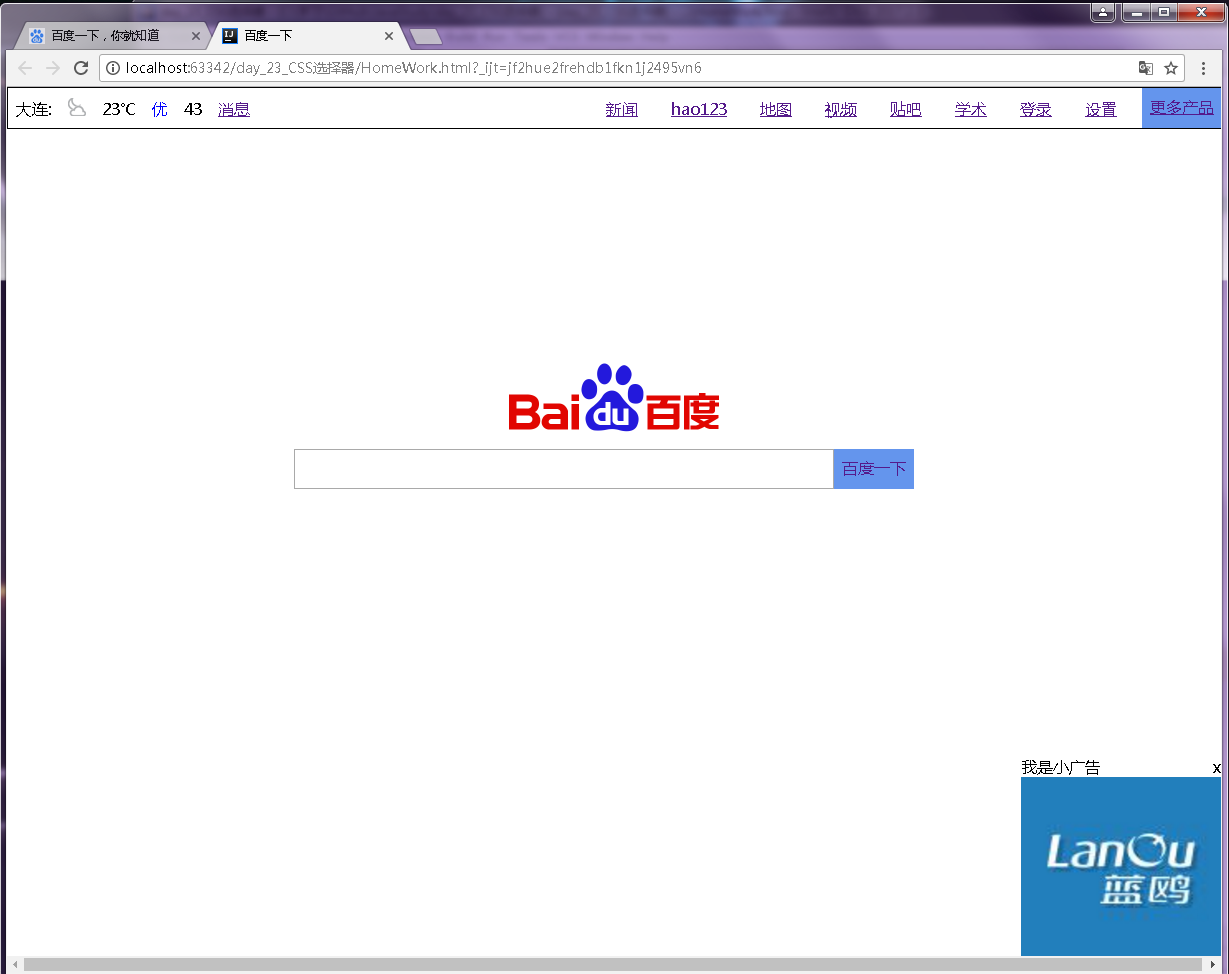 百度一下，你就知道
百度一下
localhost:63342/day_23_CSS选择器/HomeWork.html?_ijt=jf2hue2frehdb1fkn1j2495vn6
大连: 23℃ 优 43 消息 新闻 hao123 地图 视频 贴吧 学术 登录 设置 更多产品
Bai du 百度
百度一下
我是小广告 x
LanOu
蓝鸥